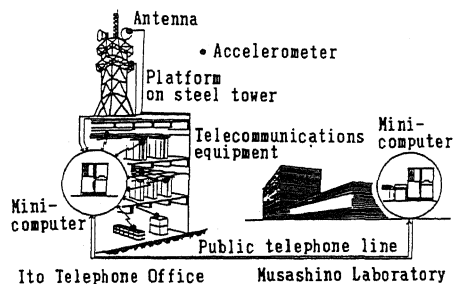 Antenna
• Accelerometer
Platform
on steel tower
Telecommunications
equipment
Mini-
computer
Mini-
computer
Public telephone line
Ito Telephone Office
Musashino Laboratory